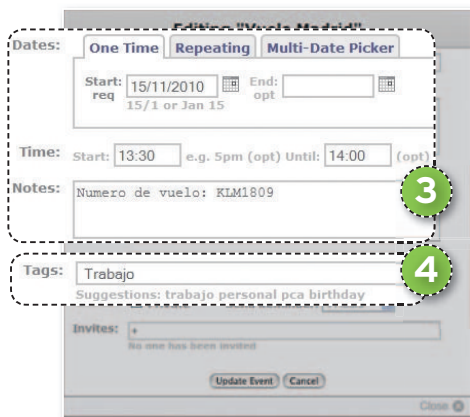 Editing "Vuelo Madrid"
Dates:
One Time Repeating Multi-Date Picker
Start: req 15/11/2010 End: opt
15/1 or Jan 15
Time: Start: 13:30 e.g. 5pm (opt) Until: 14:00 (opt)
Notes: Numero de vuelo: KLM1809
3
Tags: Trabajo
4
Suggestions: trabajo personal pca birthday
Invites: +
No one has been invited
Update Event Cancel
Close